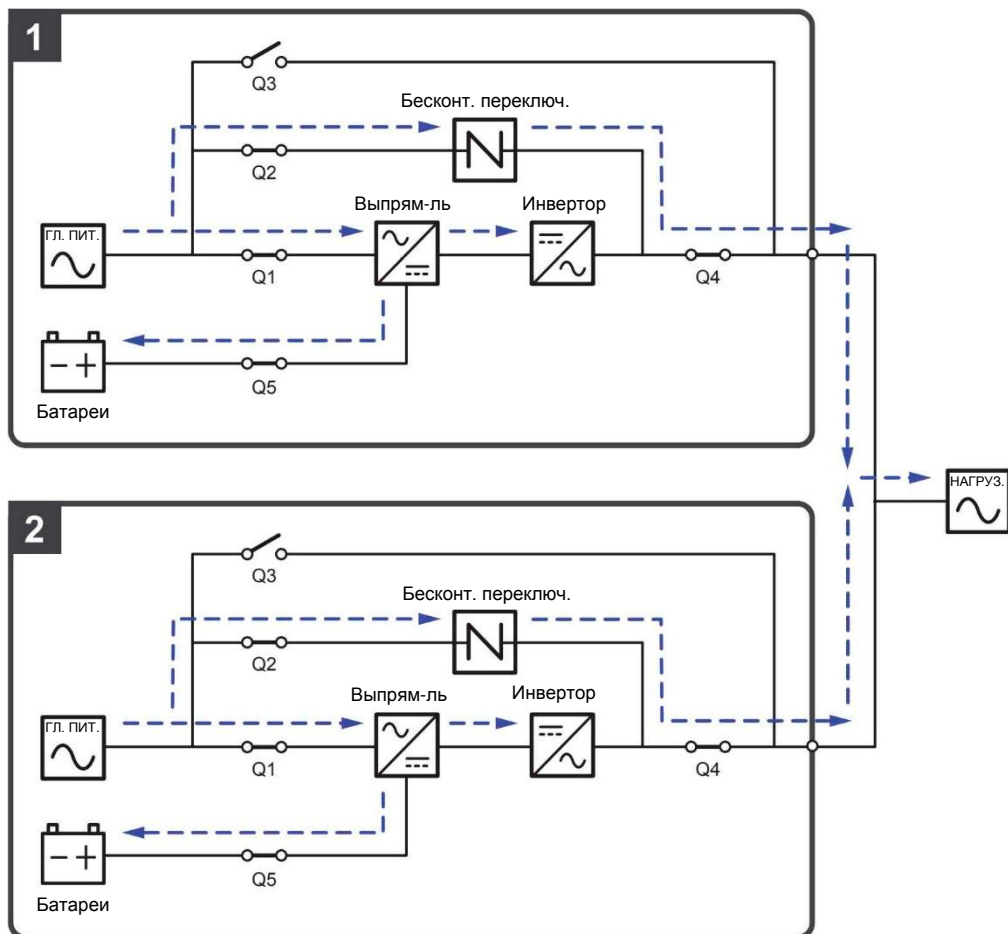 1
Q3
Бесконт. переключ.
Q2
Выпрям-ль
Инвертор
ГЛ. ПИТ.
Q1
Q4
Q5
Батареи
НАГРУЗ.
2
Q3
Бесконт. переключ.
Q2
Выпрям-ль
Инвертор
ГЛ. ПИТ.
Q1
Q4
Q5
Батареи